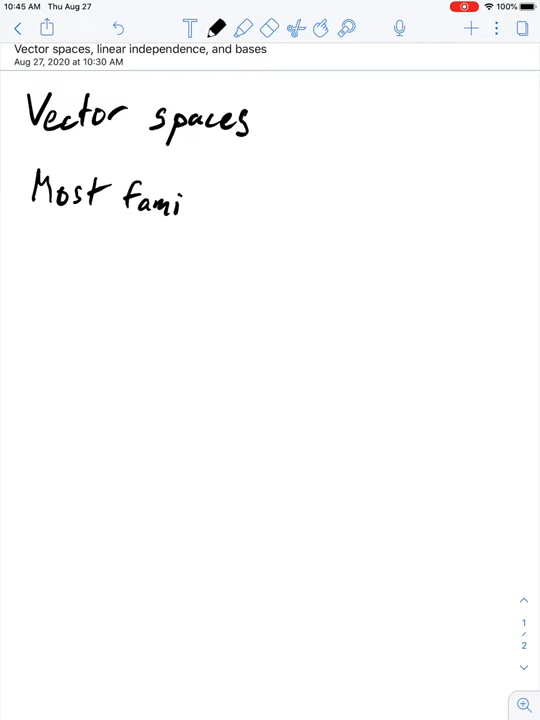 10:45 AM Thu Aug 27 100%
T
Vector spaces, linear independence, and bases
Aug 27, 2020 at 10:30 AM
Vector spaces
Most fami
1
/
2